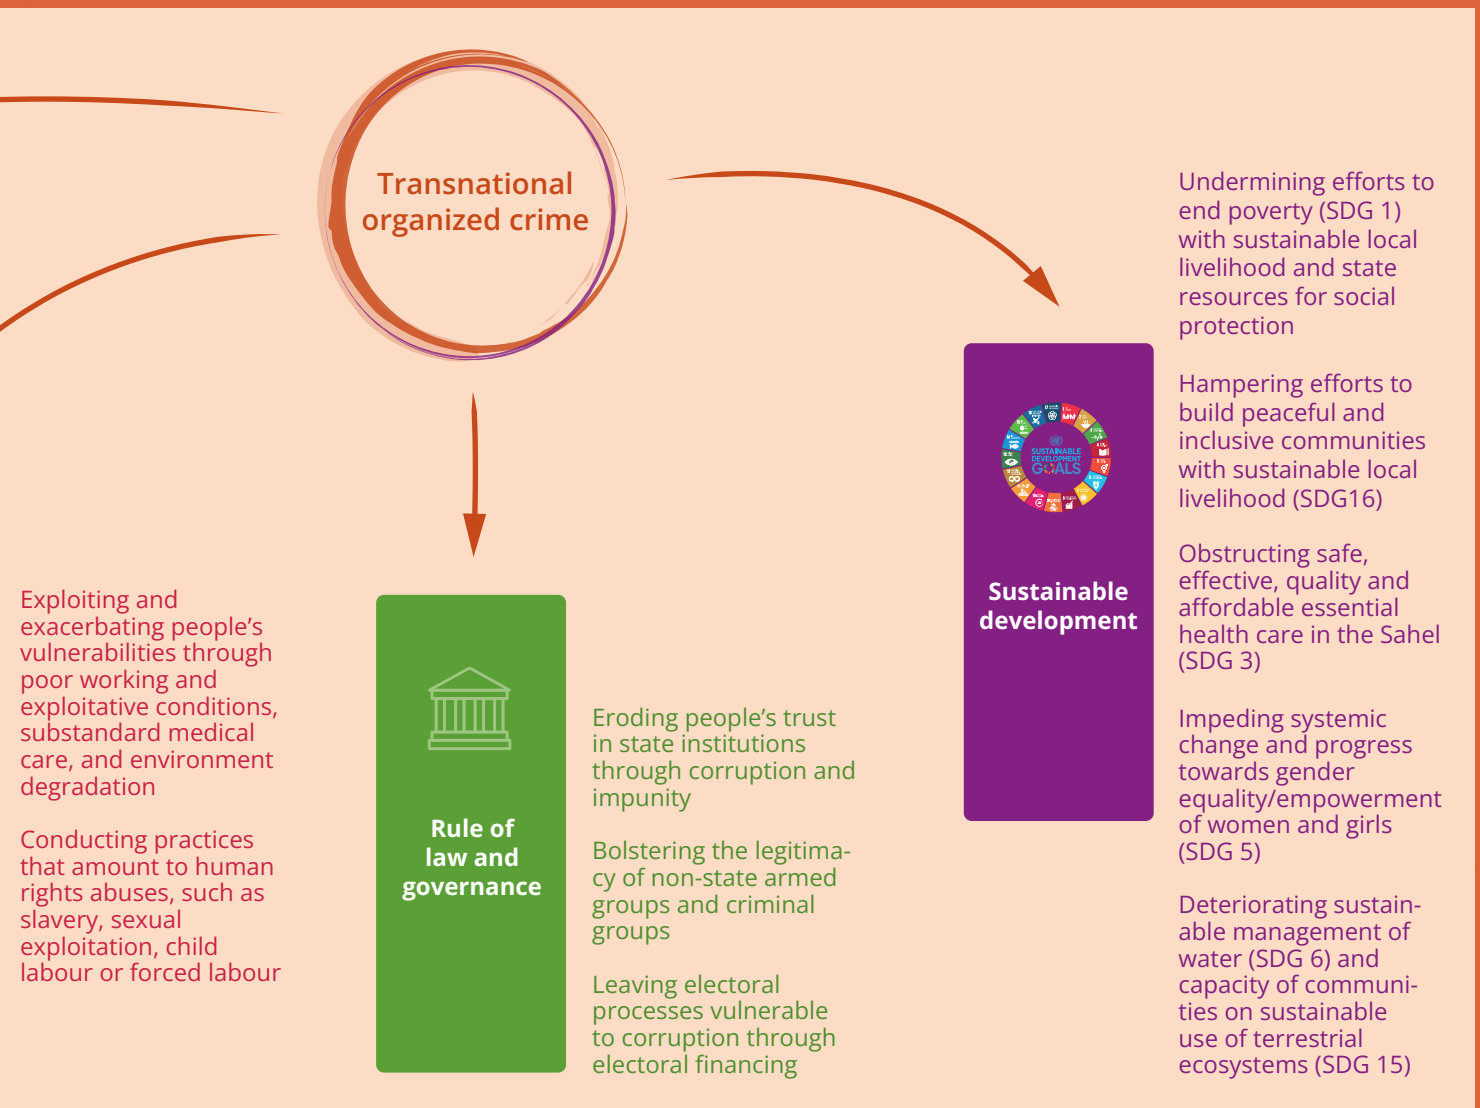 Transnational
organized crime
Exploiting and
exacerbating people’s
vulnerabilities through
poor working and
exploitative conditions,
substandard medical
care, and environment
degradation
Conducting practices
that amount to human
rights abuses, such as
slavery, sexual
exploitation, child
labour or forced labour
Rule of
law and
governance
Eroding people’s trust
in state institutions
through corruption and
impunity
Bolstering the legitima-
cy of non-state armed
groups and criminal
groups
Leaving electoral
processes vulnerable
to corruption through
electoral financing
SUSTAINABLE
DEVELOPMENT
GOALS
Sustainable
development
Undermining efforts to
end poverty (SDG 1)
with sustainable local
livelihood and state
resources for social
protection
Hampering efforts to
build peaceful and
inclusive communities
with sustainable local
livelihood (SDG16)
Obstructing safe,
effective, quality and
affordable essential
health care in the Sahel
(SDG 3)
Impeding systemic
change and progress
towards gender
equality/empowerment
of women and girls
(SDG 5)
Deteriorating sustain-
able management of
water (SDG 6) and
capacity of communi-
ties on sustainable
use of terrestrial
ecosystems (SDG 15)